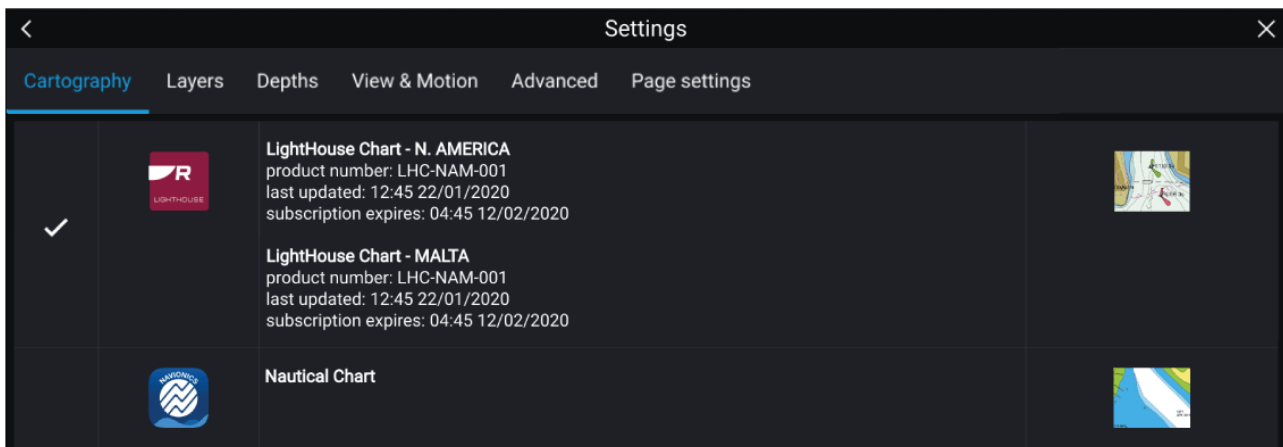 Settings
Cartography Layers Depths View & Motion Advanced Page settings
LightHouse Chart - N. AMERICA
product number: LHC-NAM-001
last updated: 12:45 22/01/2020
subscription expires: 04:45 12/02/2020
R
LIGHTHOUSE
LightHouse Chart - MALTA
product number: LHC-NAM-001
last updated: 12:45 22/01/2020
subscription expires: 04:45 12/02/2020
NAVIONICS
Nautical Chart